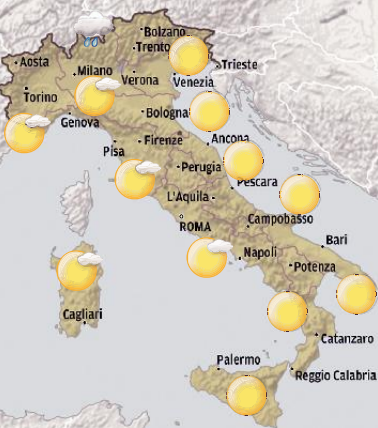 Bolzano
Trento
Aosta
Trieste
Milano
Verona
Venezia
Torino
Bologna
Genova
Ancona
Firenze
Pisa
Perugia
Pescara
L'Aquila
ROMA
Campobasso
Bari
Napoli
Potenza
Cagliari
Catanzaro
Palermo
Reggio Calabria